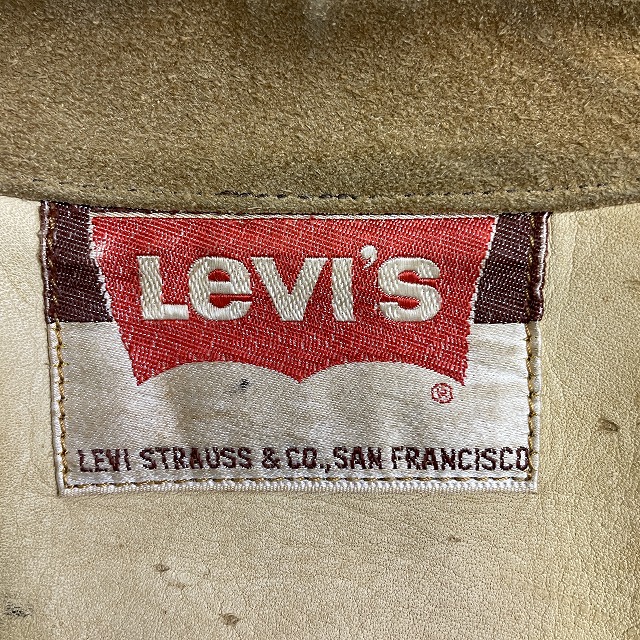 Levi's
®
LEVI STRAUSS & CO., SAN FRANCISCO